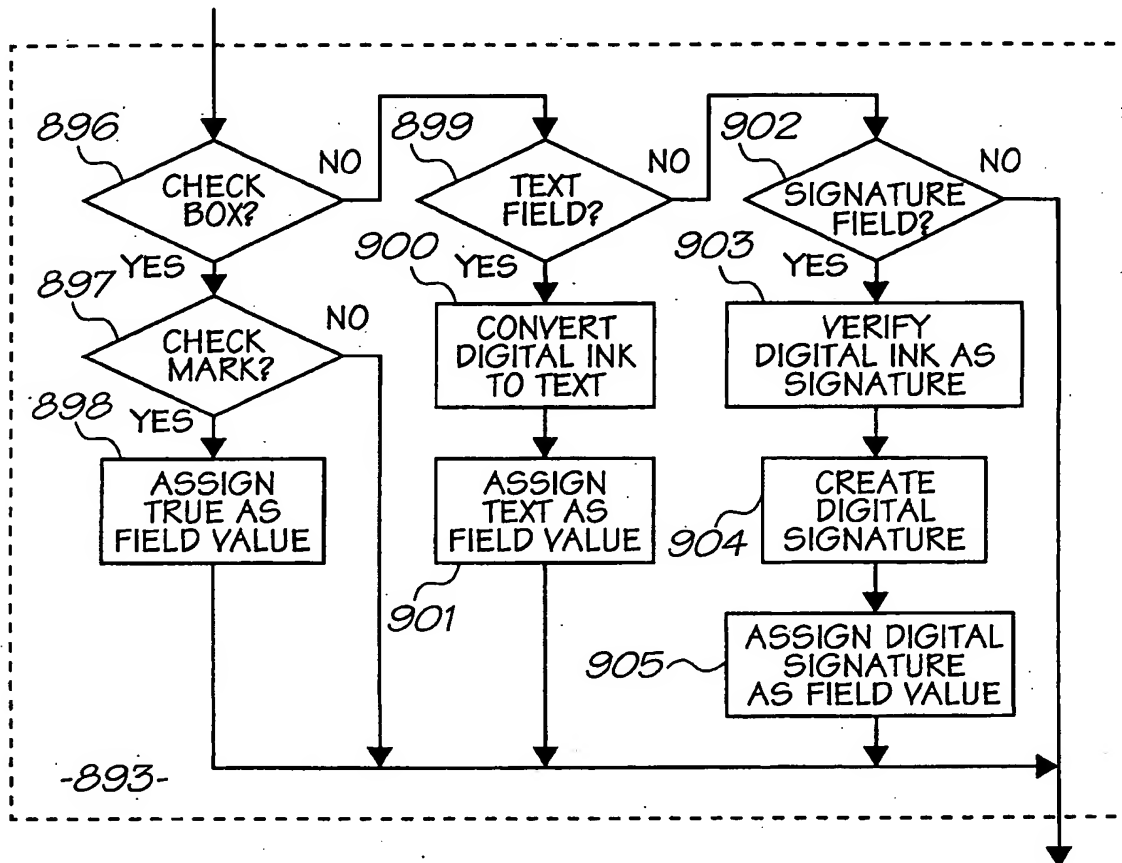 896
CHECK
BOX?
NO
YES
897
CHECK
MARK?
NO
YES
898
ASSIGN
TRUE AS
FIELD VALUE
899
TEXT
FIELD?
NO
YES
900
CONVERT
DIGITAL INK
TO TEXT
ASSIGN
TEXT AS
FIELD VALUE
901
902
SIGNATURE
FIELD?
NO
YES
903
VERIFY
DIGITAL INK AS
SIGNATURE
CREATE
DIGITAL
SIGNATURE
904
ASSIGN DIGITAL
SIGNATURE
AS FIELD VALUE
905
-893-